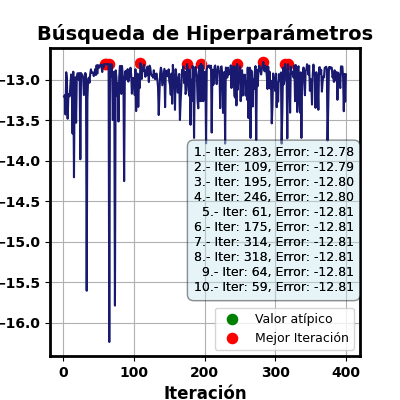 Búsqueda de Hiperparámetros
−13.0
−13.5
−14.0
−14.5
−15.0
−15.5
−16.0
1.- Iter: 283, Error: -12.78
2.- Iter: 109, Error: -12.79
3.- Iter: 195, Error: -12.80
4.- Iter: 246, Error: -12.80
5.- Iter: 61, Error: -12.81
6.- Iter: 175, Error: -12.81
7.- Iter: 314, Error: -12.81
8.- Iter: 318, Error: -12.81
9.- Iter: 64, Error: -12.81
10.- Iter: 59, Error: -12.81
Valor atípico
Mejor Iteración
0 100 200 300 400
Iteración